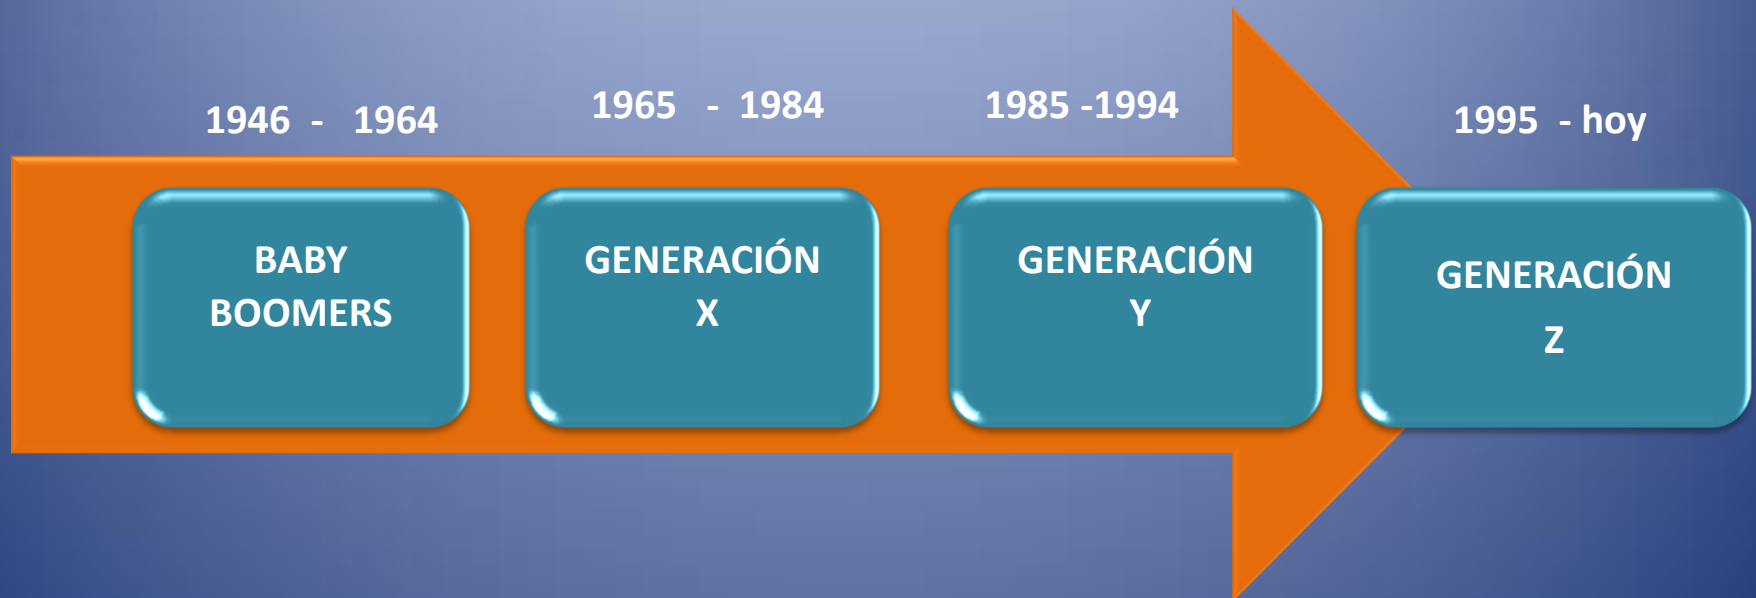 1946 - 1964
1965 - 1984
1985 -1994
1995 - hoy
BABY
BOOMERS
GENERACIÓN
X
GENERACIÓN
Y
GENERACIÓN
Z